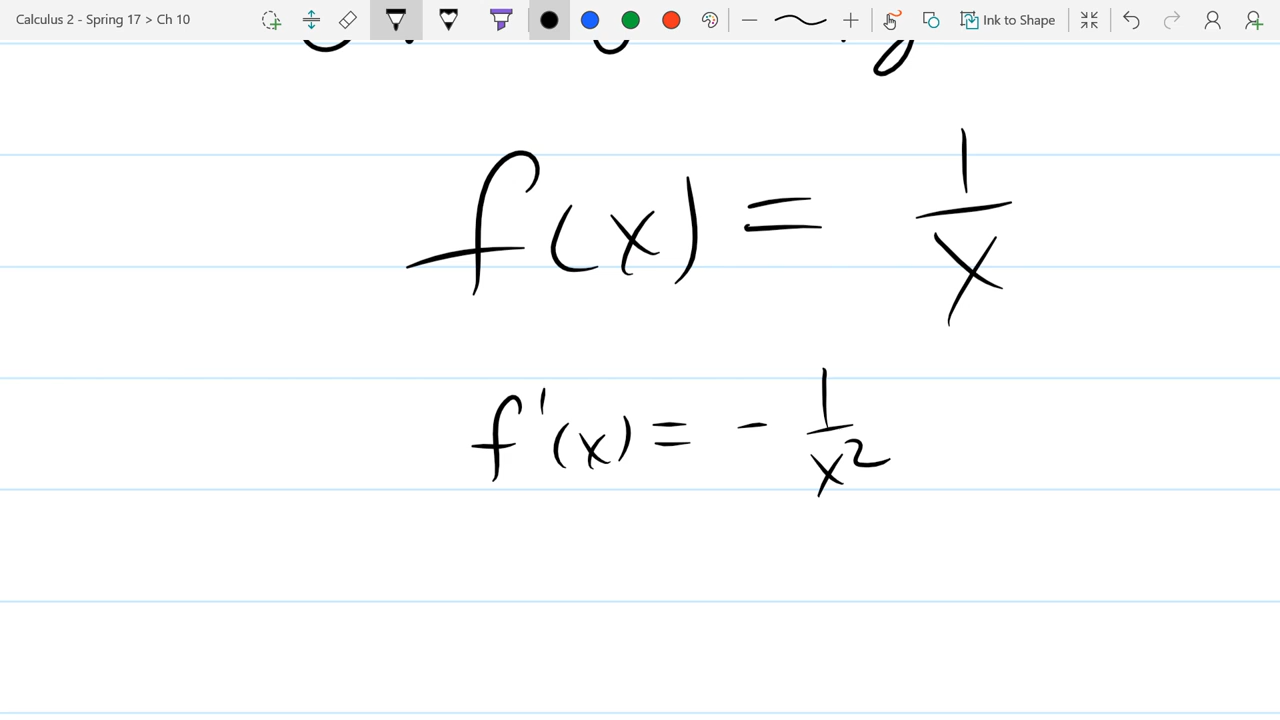 Calculus 2 - Spring 17 > Ch 10
Ink to Shape
f(x) = 1/x
f'(x) = - 1/x²